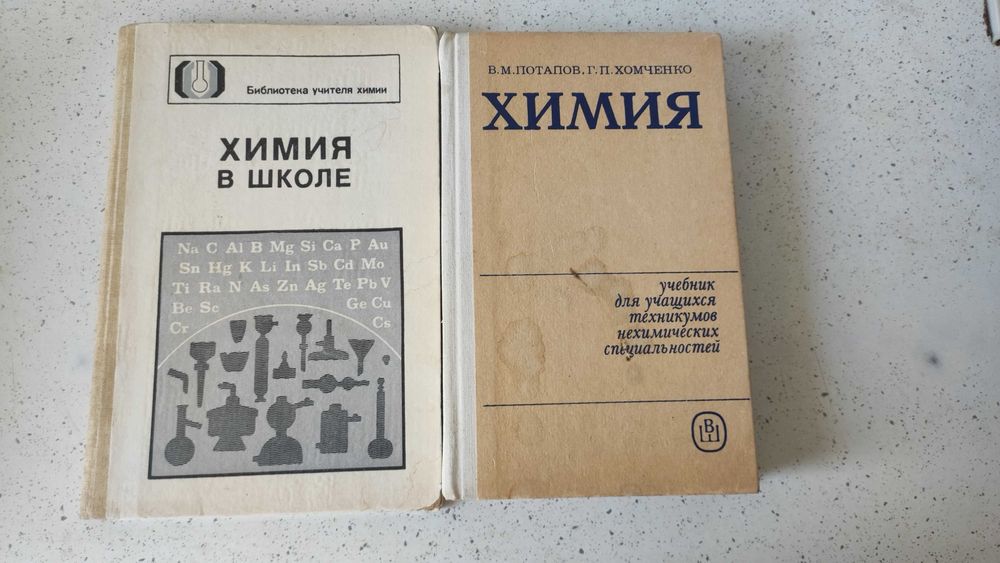 Библиотека учителя химии
ХИМИЯ
В ШКОЛЕ
Na C Al B Mg Si Ca P Au
Sn Hg K Li In Sb Cd Mo
Ti Ra N As Zn Ag Te Pb V
Be Sc Ge Cu
Cr Cs
В.М.ПОТАПОВ, Г.П.ХОМЧЕНКО
ХИМИЯ
учебник
для учащихся
техникумов
нехимических
специальностей
ВШ